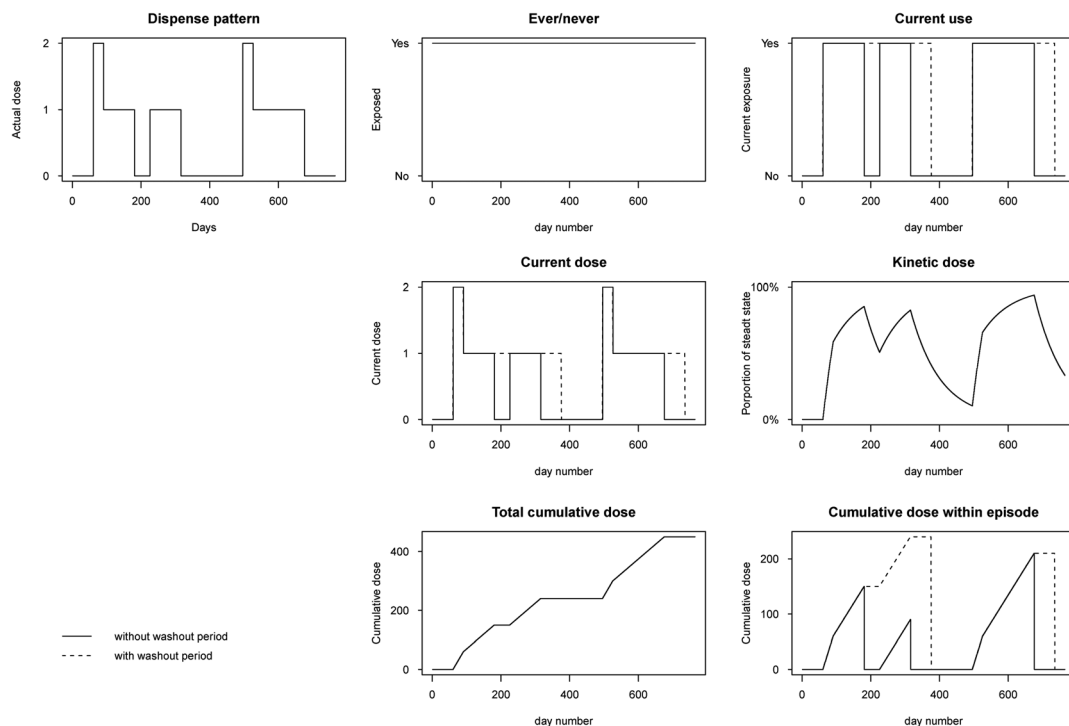 Dispense pattern
Actual dose
2
1
0
0 200 400 600
Days
Ever/never
Exposed
Yes
No
0 200 400 600
day number
Current use
Current exposure
Yes
No
0 200 400 600
day number
Current dose
Current dose
2
1
0
0 200 400 600
day number
Kinetic dose
Porportion of steadt state
100%
0%
0 200 400 600
day number
Total cumulative dose
Cumulative dose
400
200
0
0 200 400 600
day number
Cumulative dose within episode
Cumulative dose
200
100
0
0 200 400 600
day number
without washout period
with washout period